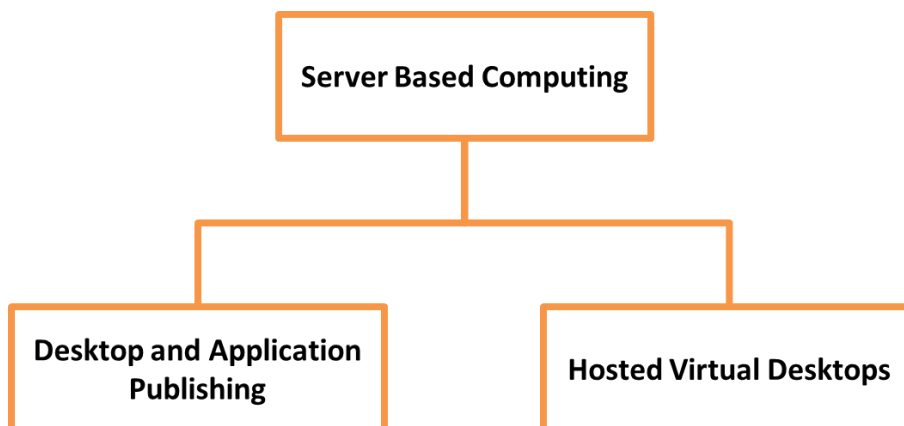 Server Based Computing
Desktop and Application
Publishing
Hosted Virtual Desktops